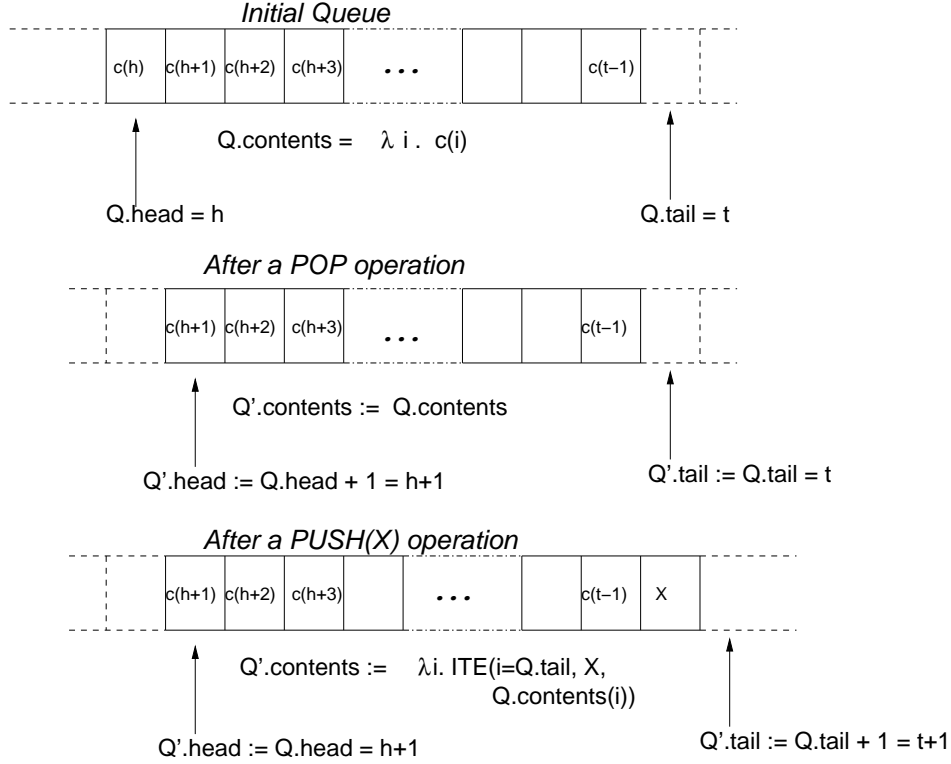 Initial Queue
c(h) c(h+1) c(h+2) c(h+3) ... c(t−1)
Q.contents = λ i . c(i)
Q.head = h Q.tail = t
After a POP operation
c(h+1) c(h+2) c(h+3) ... c(t−1)
Q'.contents := Q.contents
Q'.head := Q.head + 1 = h+1 Q'.tail := Q.tail = t
After a PUSH(X) operation
c(h+1) c(h+2) c(h+3) ... c(t−1) X
Q'.contents := λi. ITE(i=Q.tail, X,
Q.contents(i))
Q'.head := Q.head = h+1 Q'.tail := Q.tail + 1 = t+1